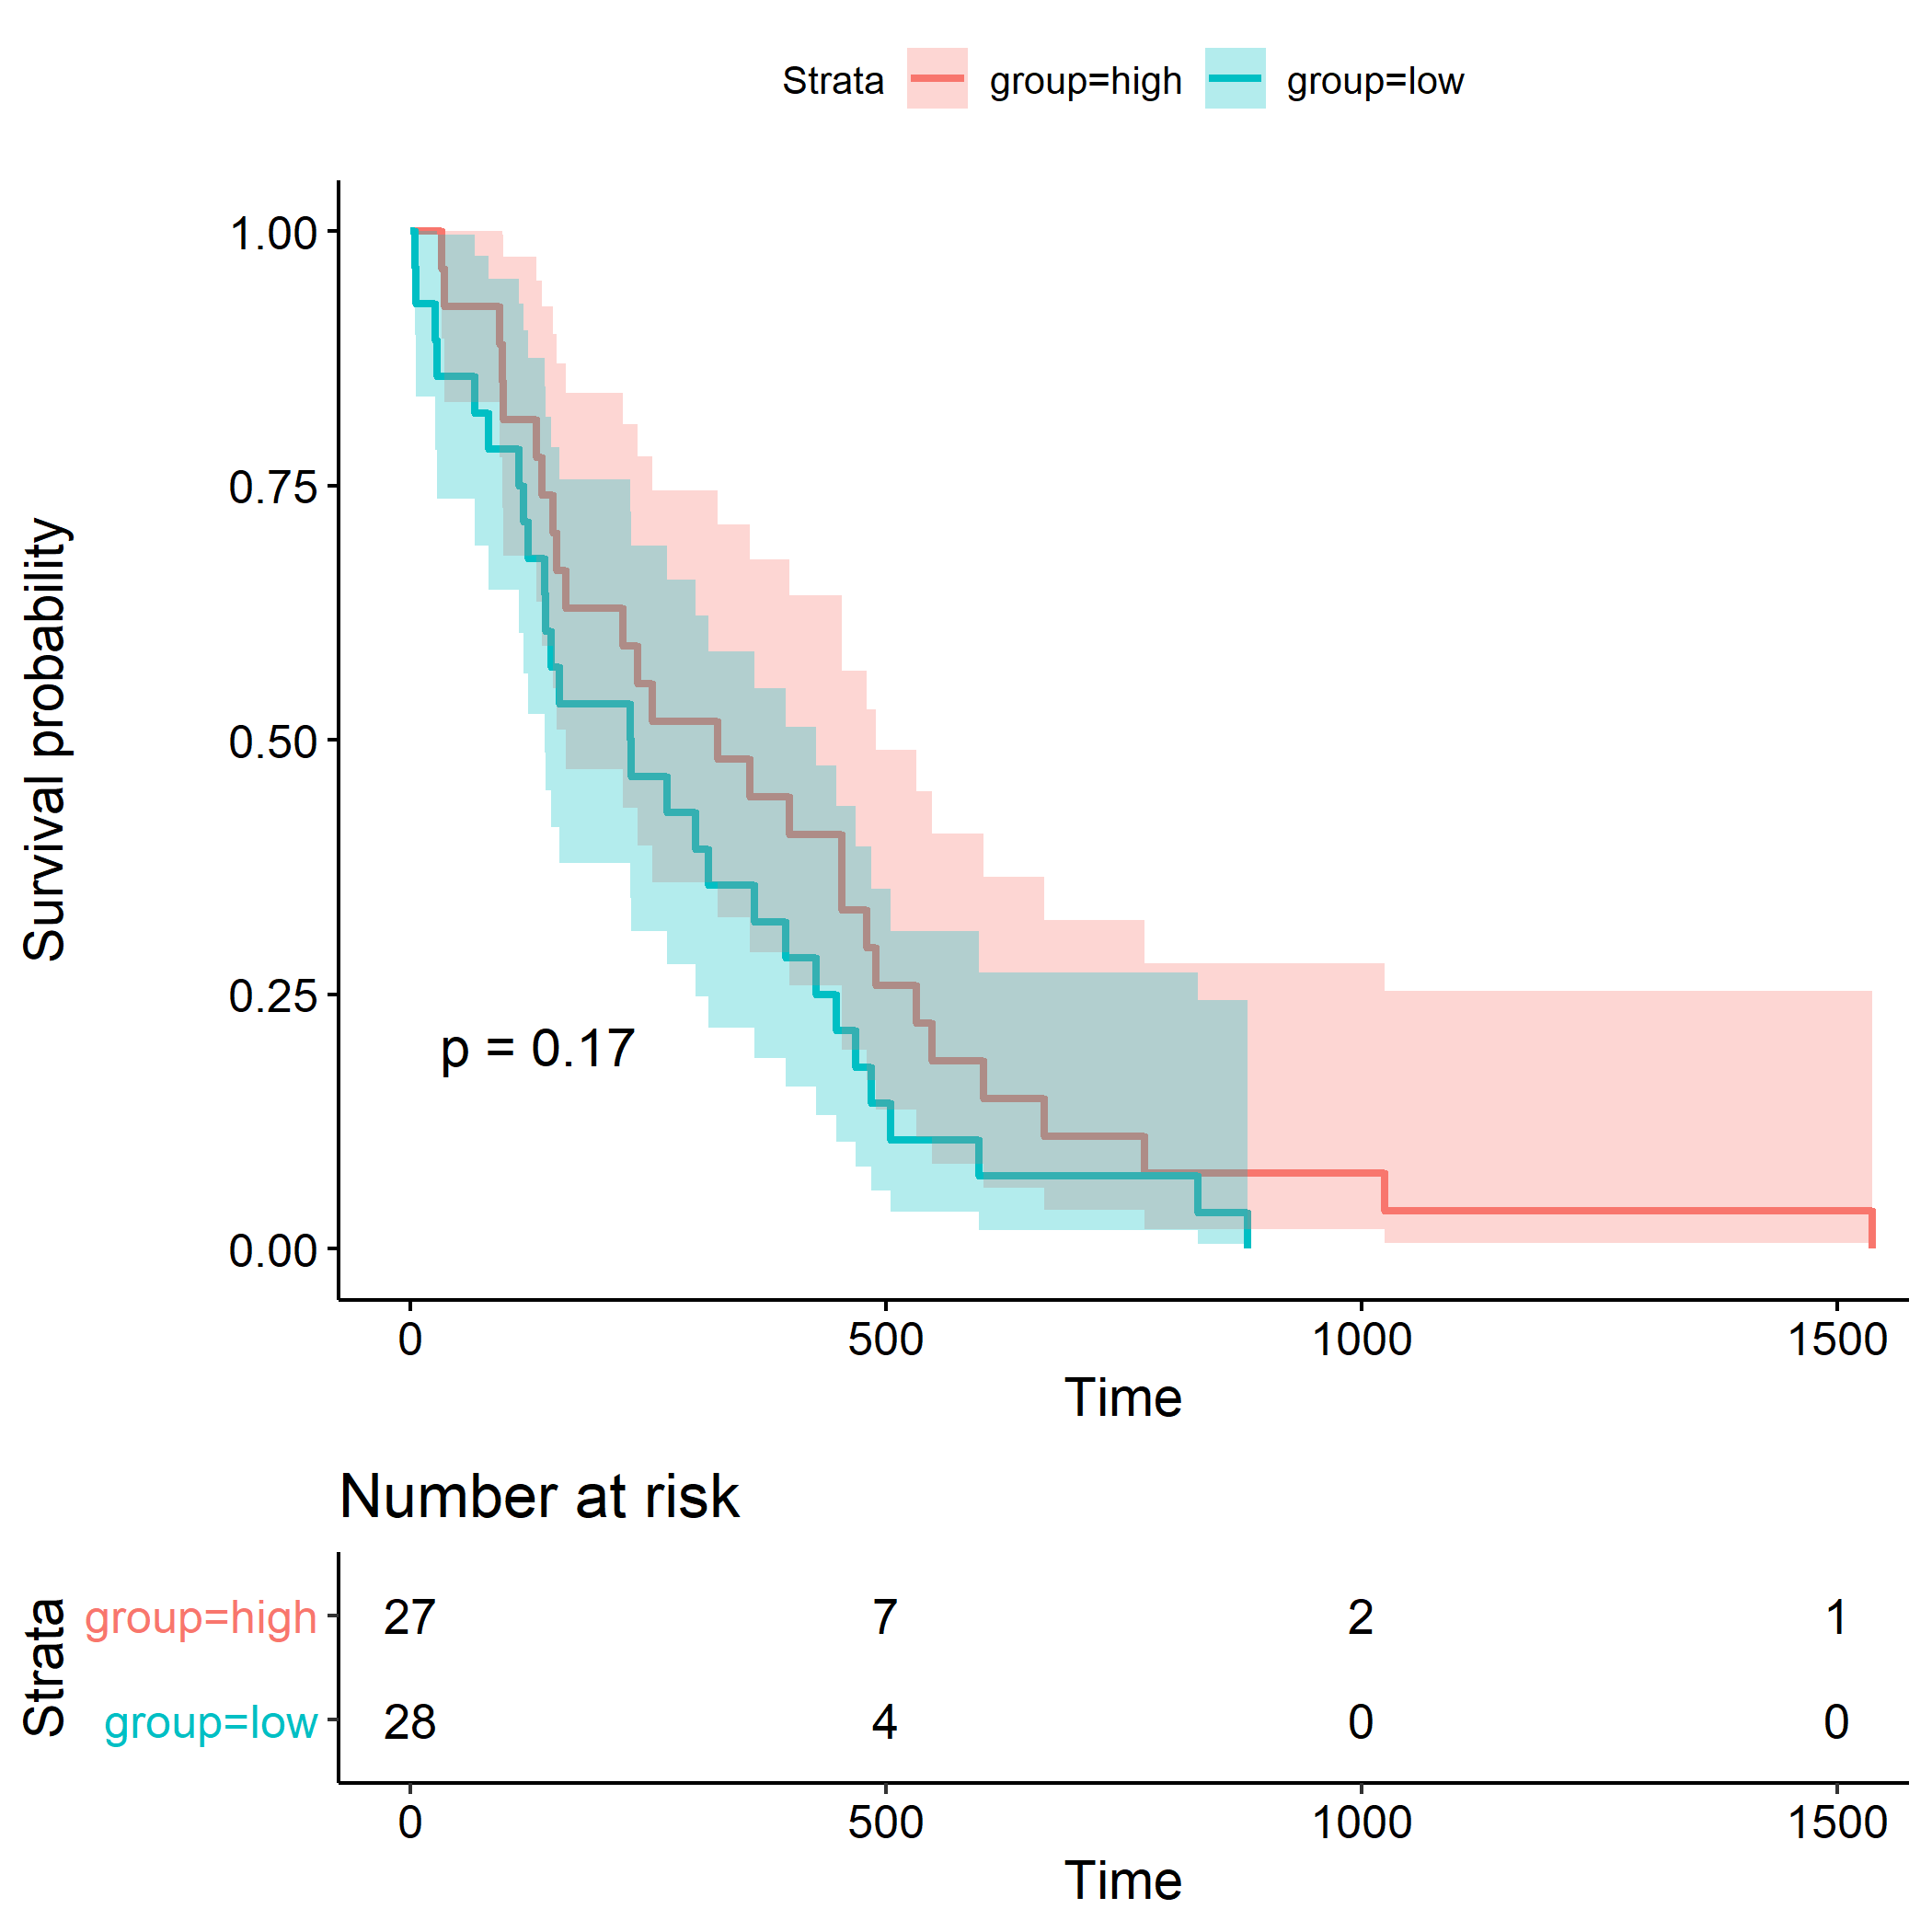 Strata group=high group=low
1.00
0.75
0.50
0.25
0.00
Survival probability
p = 0.17
0 500 1000 1500
Time
Number at risk
Strata
group=high 27 7 2 1
group=low 28 4 0 0
0 500 1000 1500
Time